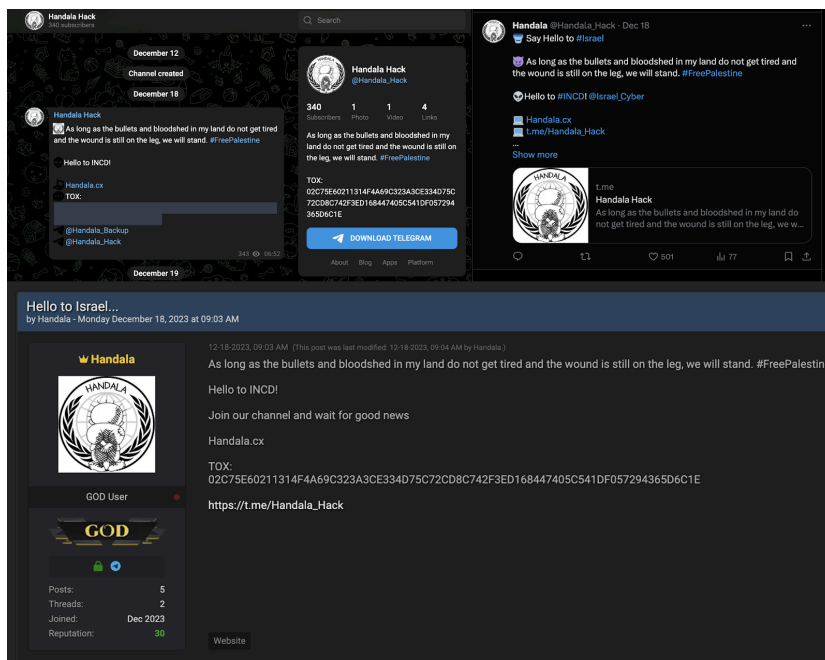 Handala Hack
340 subscribers
December 12
Channel created
December 18
Handala Hack
As long as the bullets and bloodshed in my land do not get tired
and the wound is still on the leg, we will stand. #FreePalestine
Hello to INCD!
Handala.cx
TOX:
@Handala_Backup
@Handala_Hack
343 06:52
December 19
Search
HANDALA
Handala Hack
@Handala_Hack
340 1 1 4
Subscribers Photo Video Links
As long as the bullets and bloodshed in my
land do not get tired and the wound is still on
the leg, we will stand. #FreePalestine
TOX:
02C75E60211314F4A69C323A3CE334D75C
72CD8C742F3ED168447405C541DF057294
365D6C1E
DOWNLOAD TELEGRAM
About Blog Apps Platform
Handala @Handala_Hack · Dec 18
Say Hello to #Israel
As long as the bullets and bloodshed in my land do not get tired and
the wound is still on the leg, we will stand. #FreePalestine
Hello to #INCD! @Israel_Cyber
Handala.cx
t.me/Handala_Hack
...
Show more
HANDALA
t.me
Handala Hack
As long as the bullets and bloodshed in my land do
not get tired and the wound is still on the leg, we w...
501 77
Hello to Israel...
by Handala - Monday December 18, 2023 at 09:03 AM
Handala
HANDALA
GOD User
GOD
Posts: 5
Threads: 2
Joined: Dec 2023
Reputation: 30
12-18-2023, 09:03 AM (This post was last modified: 12-18-2023, 09:04 AM by Handala.)
As long as the bullets and bloodshed in my land do not get tired and the wound is still on the leg, we will stand. #FreePalestin
Hello to INCD!
Join our channel and wait for good news
Handala.cx
TOX:
02C75E60211314F4A69C323A3CE334D75C72CD8C742F3ED168447405C541DF057294365D6C1E
https://t.me/Handala_Hack
Website